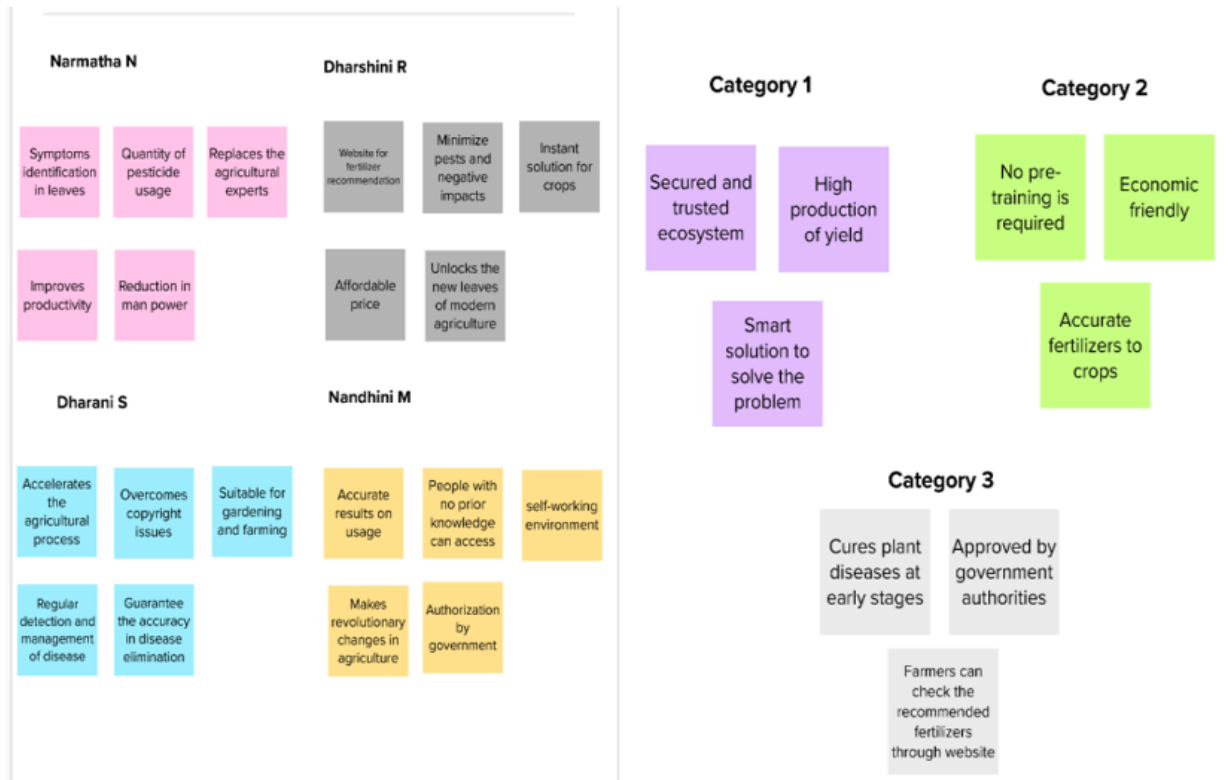 Narmatha N
Symptoms
identification
in leaves
Quantity of
pesticide
usage
Replaces the
agricultural
experts
Improves
productivity
Reduction in
man power
Dharshini R
Website for
fertilizer
recommendation
Minimize
pests and
negative
impacts
Instant
solution for
crops
Affordable
price
Unlocks the
new leaves
of modern
agriculture
Dharani S
Accelerates
the
agricultural
process
Overcomes
copyright
issues
Suitable for
gardening
and farming
Regular
detection and
management
of disease
Guarantee
the accuracy
in disease
elimination
Nandhini M
Accurate
results on
usage
People with
no prior
knowledge
can access
self-working
environment
Makes
revolutionary
changes in
agriculture
Authorization
by
government
Category 1
Secured and
trusted
ecosystem
High
production
of yield
Smart
solution to
solve the
problem
Category 2
No pre-
training is
required
Economic
friendly
Accurate
fertilizers to
crops
Category 3
Cures plant
diseases at
early stages
Approved by
government
authorities
Farmers can
check the
recommended
fertilizers
through website